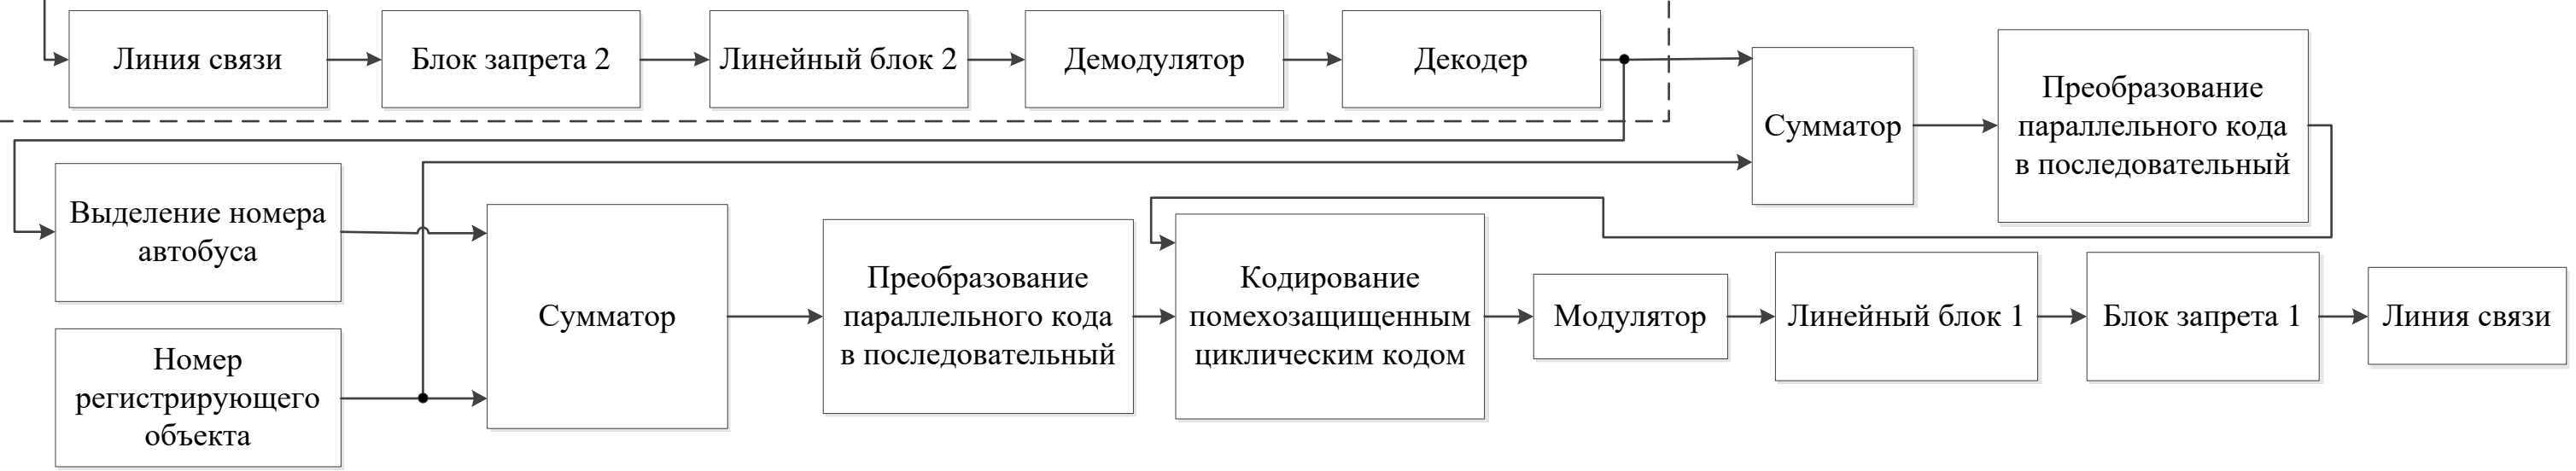 Линия связи
Блок запрета 2
Линейный блок 2
Демодулятор
Декодер
Сумматор
Преобразование
параллельного кода
в последовательный
Выделение номера
автобуса
Номер
регистрирующего
объекта
Сумматор
Преобразование
параллельного кода
в последовательный
Кодирование
помехозащищенным
циклическим кодом
Модулятор
Линейный блок 1
Блок запрета 1
Линия связи